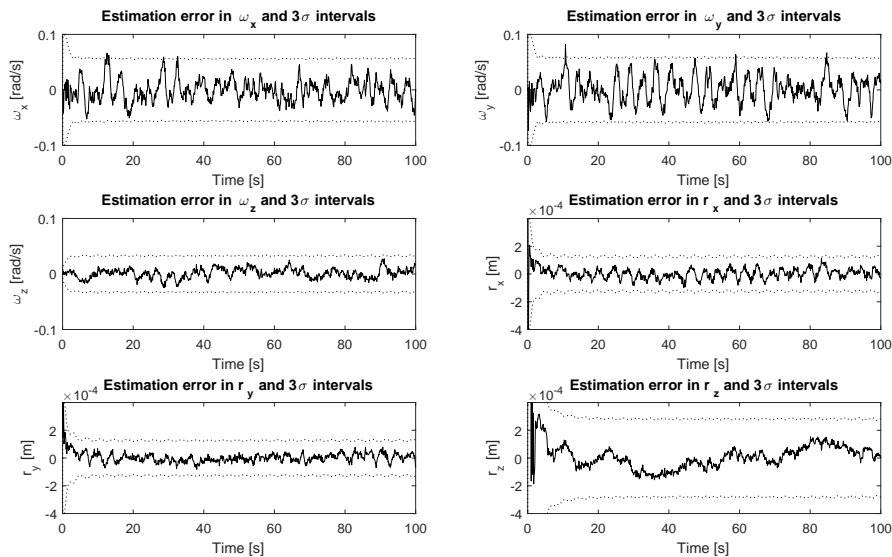 Estimation error in ω_x and 3σ intervals
0.1
0
-0.1
ω_x [rad/s]
0 20 40 60 80 100
Time [s]
Estimation error in ω_y and 3σ intervals
0.1
0
-0.1
ω_y [rad/s]
0 20 40 60 80 100
Time [s]
Estimation error in ω_z and 3σ intervals
0.1
0
-0.1
ω_z [rad/s]
0 20 40 60 80 100
Time [s]
Estimation error in r_x and 3σ intervals
×10^-4
2
0
-2
-4
r_x [m]
0 20 40 60 80 100
Time [s]
Estimation error in r_y and 3σ intervals
×10^-4
2
0
-2
-4
r_y [m]
0 20 40 60 80 100
Time [s]
Estimation error in r_z and 3σ intervals
×10^-4
2
0
-2
-4
r_z [m]
0 20 40 60 80 100
Time [s]